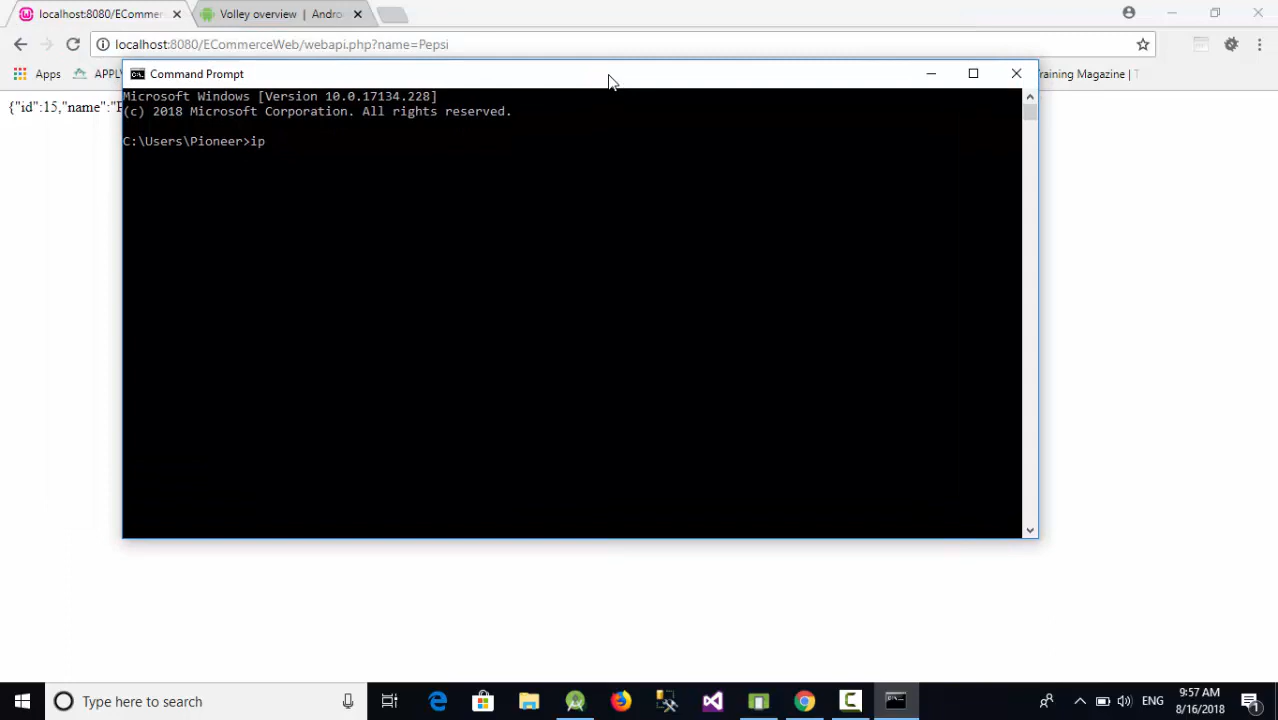 localhost:8080/ECommer
Volley overview | Andro
localhost:8080/ECommerceWeb/webapi.php?name=Pepsi
Apps
APPL
Training Magazine | T
{"id":15,"name":"P
Command Prompt
Microsoft Windows [Version 10.0.17134.228]
(c) 2018 Microsoft Corporation. All rights reserved.
C:\Users\Pioneer>ip
Type here to search
ENG
9:57 AM
8/16/2018
1